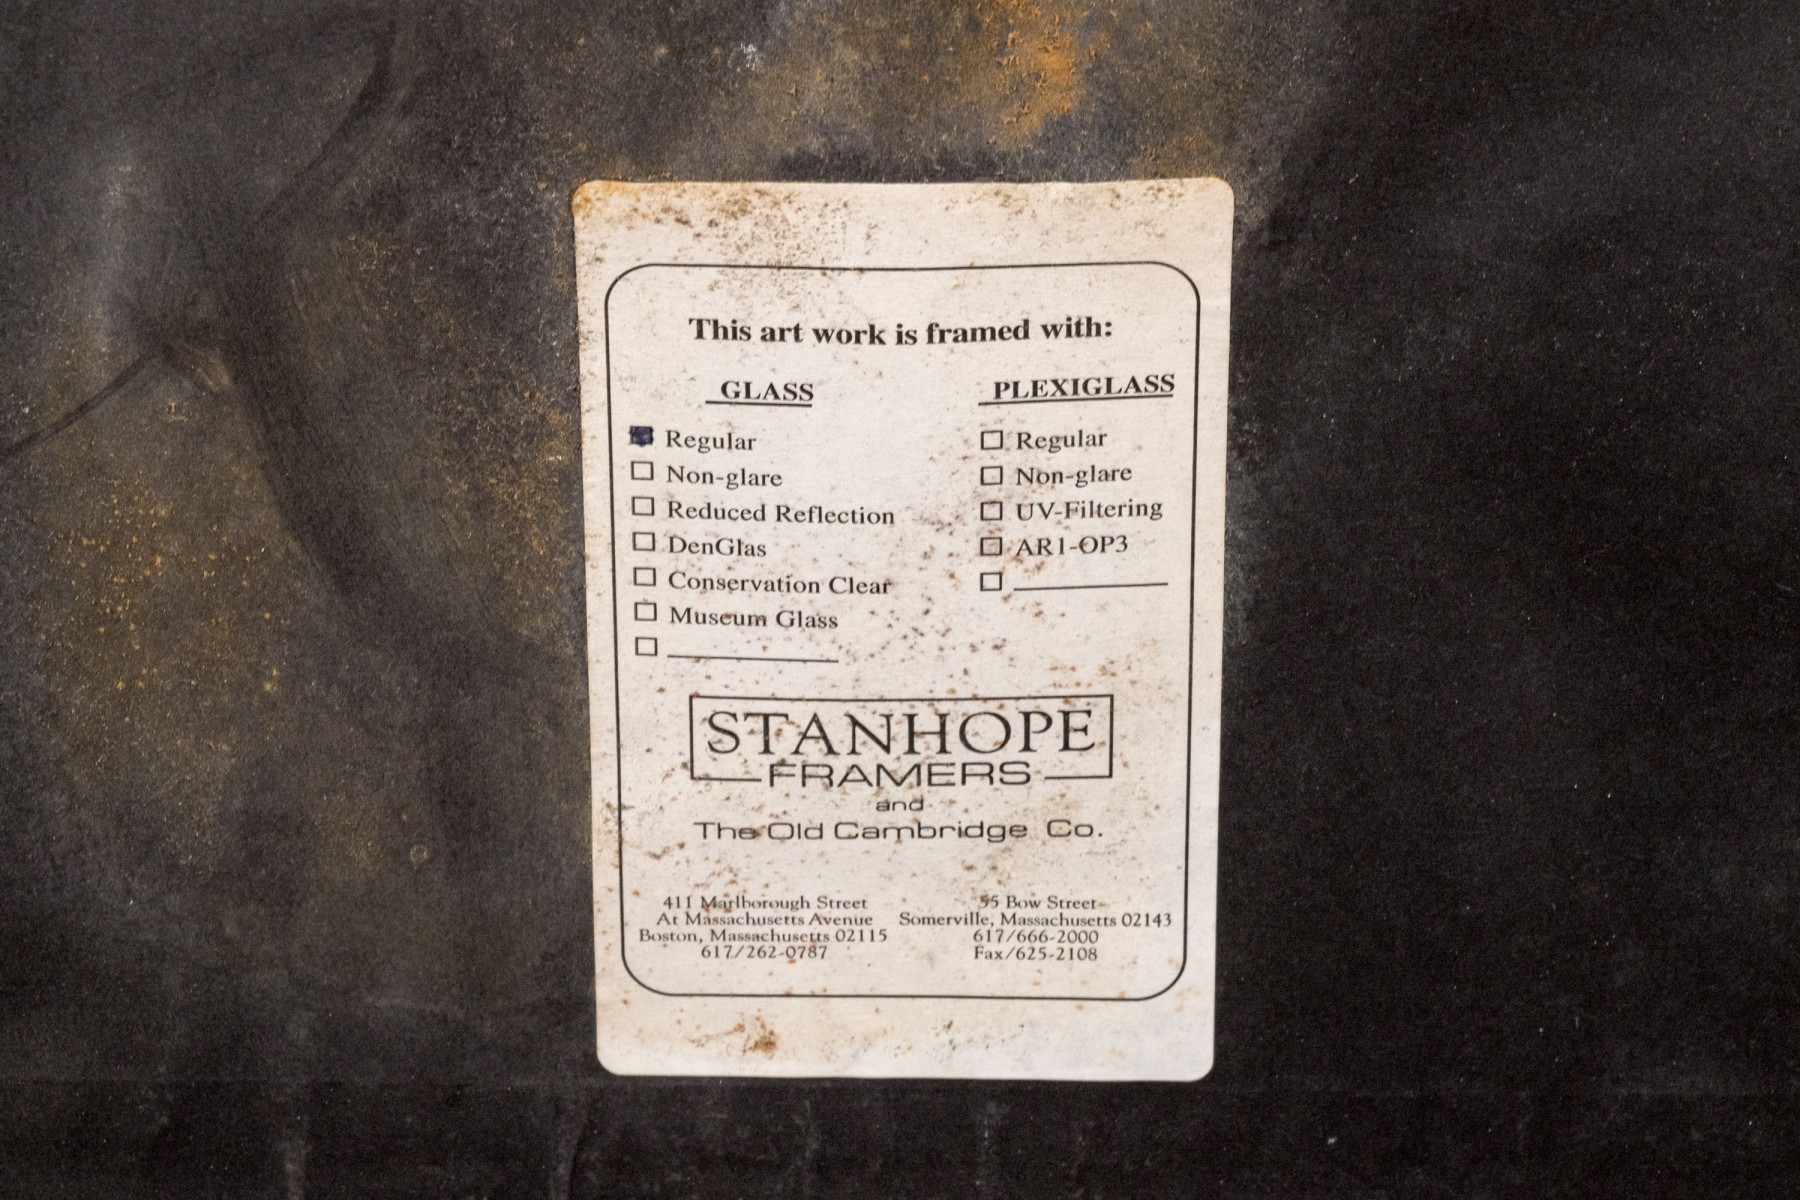 This art work is framed with:
GLASS
Regular
Non-glare
Reduced Reflection
DenGlas
Conservation Clear
Museum Glass
PLEXIGLASS
Regular
Non-glare
UV-Filtering
AR1-OP3
STANHOPE
FRAMERS
and
The Old Cambridge Co.
411 Marlborough Street
At Massachusetts Avenue
Boston, Massachusetts 02115
617/262-0787
55 Bow Street
Somerville, Massachusetts 02143
617/666-2000
Fax/625-2108